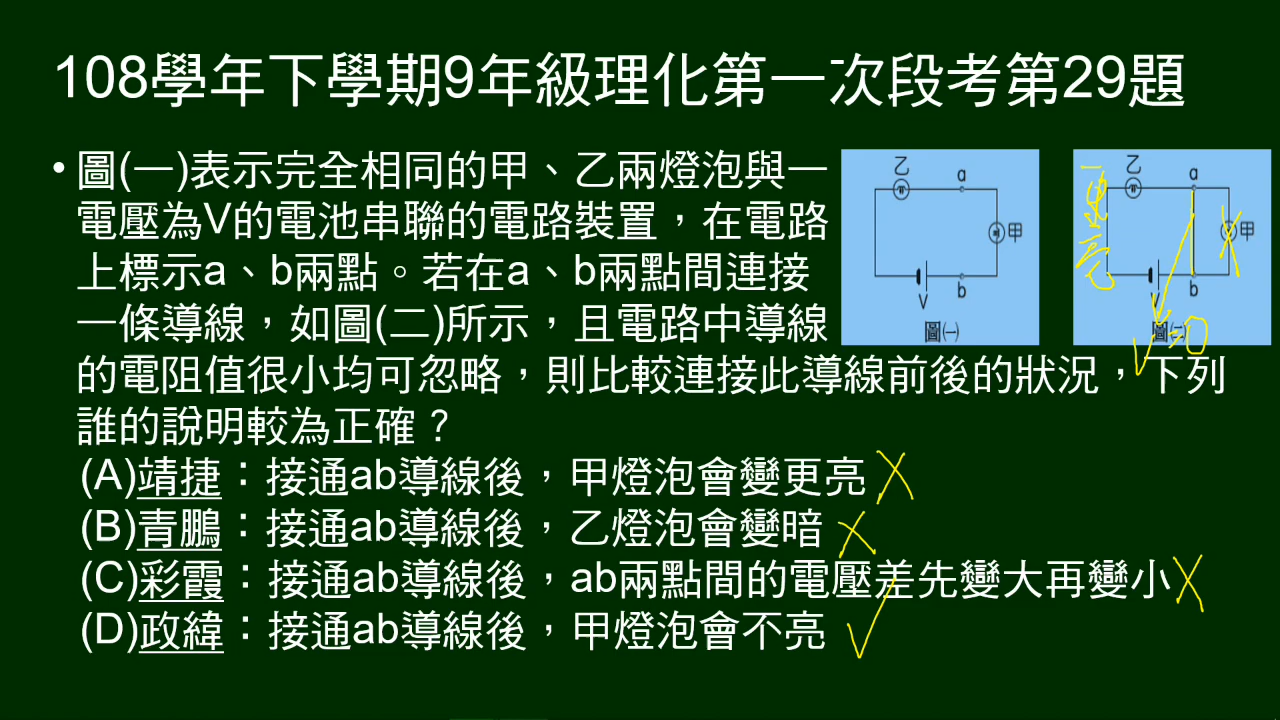 108學年下學期9年級理化第一次段考第29題
• 圖(一)表示完全相同的甲、乙兩燈泡與一
電壓為V的電池串聯的電路裝置，在電路
上標示a、b兩點。若在a、b兩點間連接
一條導線，如圖(二)所示，且電路中導線
的電阻值很小均可忽略，則比較連接此導線前後的狀況，下列
誰的說明較為正確？
(A)靖捷：接通ab導線後，甲燈泡會變更亮
(B)青鵬：接通ab導線後，乙燈泡會變暗
(C)彩霞：接通ab導線後，ab兩點間的電壓差先變大再變小
(D)政緯：接通ab導線後，甲燈泡會不亮
乙
a
甲
V
b
圖(一)
乙
a
甲
V
b
圖(二)
V=0